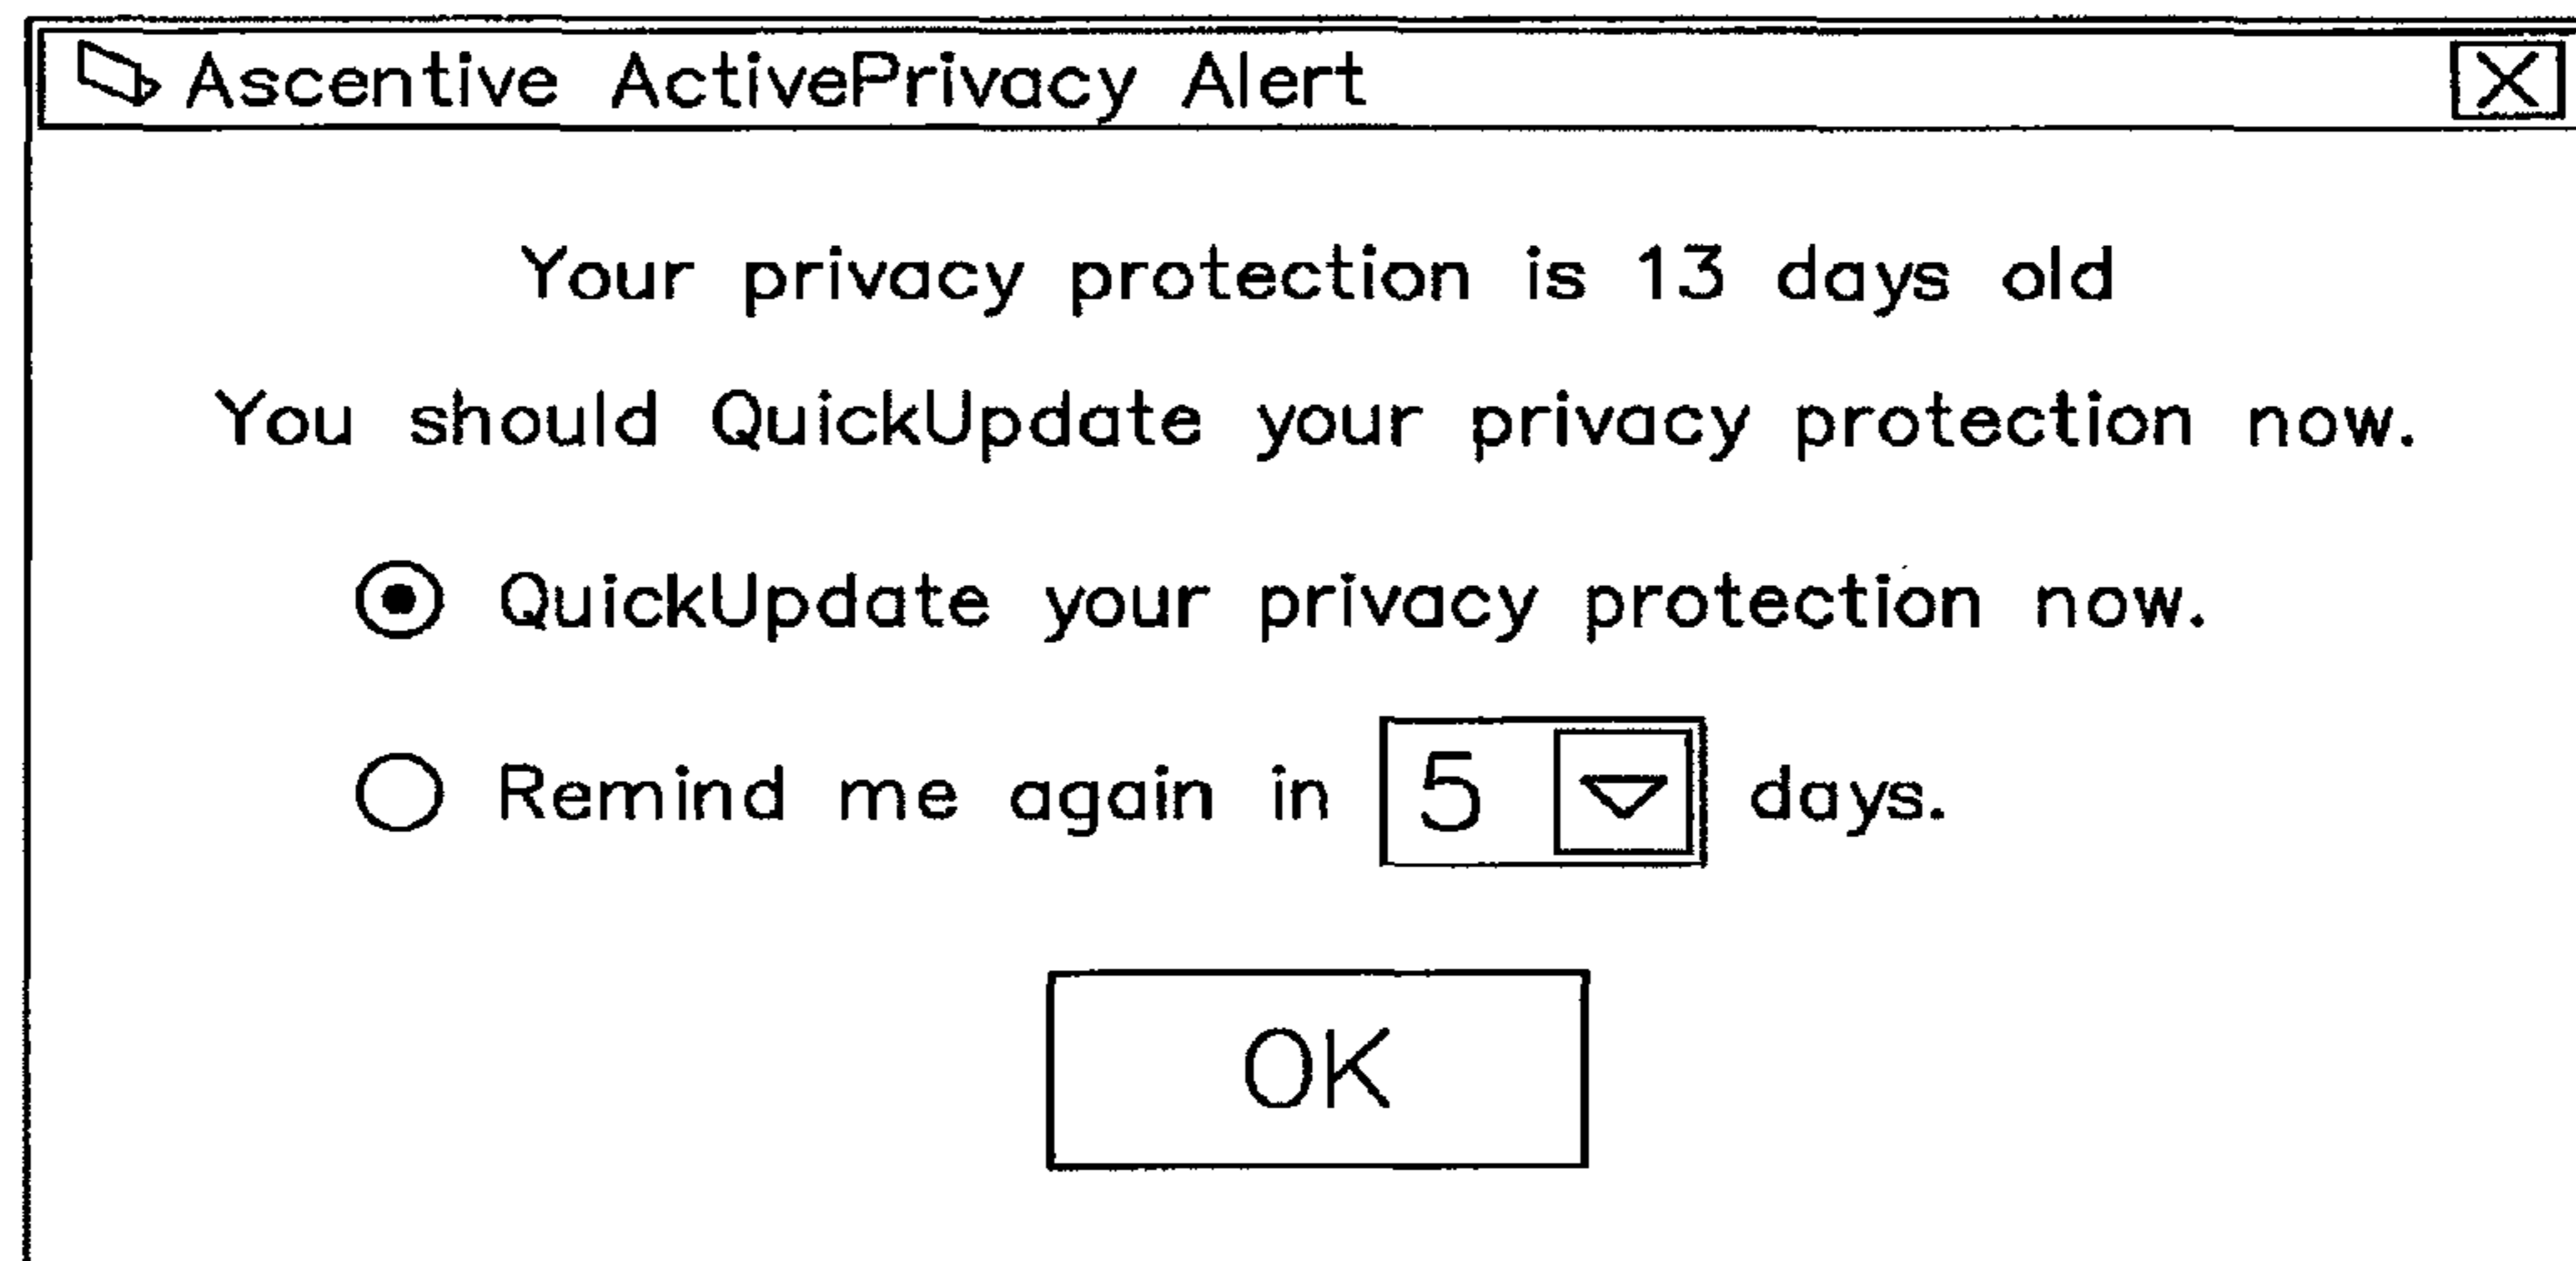 Ascentive ActivePrivacy Alert X
Your privacy protection is 13 days old
You should QuickUpdate your privacy protection now.
QuickUpdate your privacy protection now.
Remind me again in 5 days.
OK